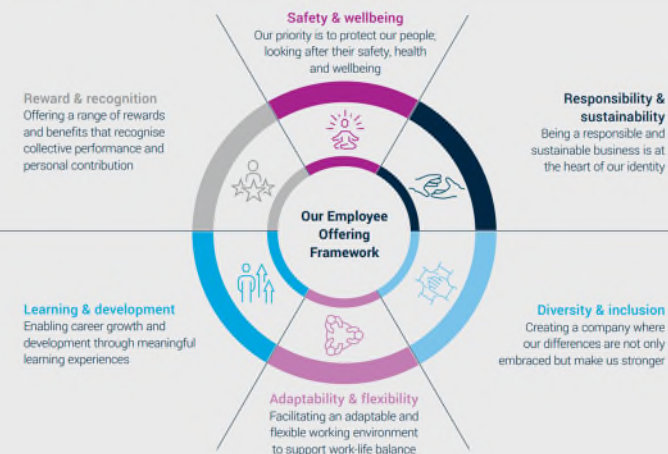 Safety & wellbeing
Our priority is to protect our people;
looking after their safety, health
and wellbeing
Reward & recognition
Offering a range of rewards
and benefits that recognise
collective performance and
personal contribution
Responsibility &
sustainability
Being a responsible and
sustainable business is at
the heart of our identity
Our Employee
Offering
Framework
Learning & development
Enabling career growth and
development through meaningful
learning experiences
Diversity & inclusion
Creating a company where
our differences are not only
embraced but make us stronger
Adaptability & flexibility
Facilitating an adaptable and
flexible working environment
to support work-life balance